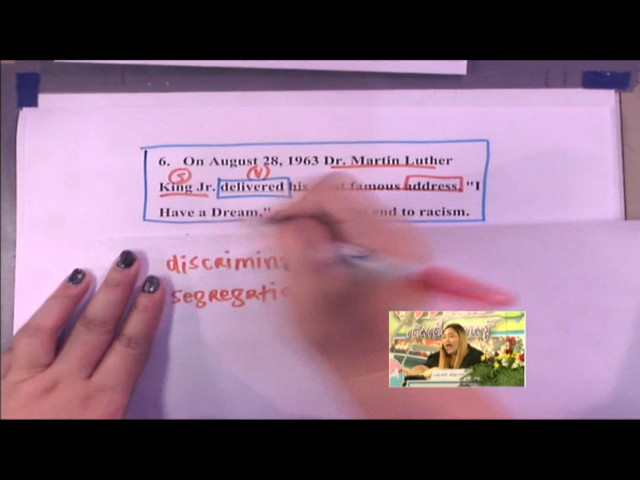 6. On August 28, 1963 Dr. Martin Luther
S V
King Jr. delivered his famous address, "I
Have a Dream," end to racism.
discrimin
segregatio